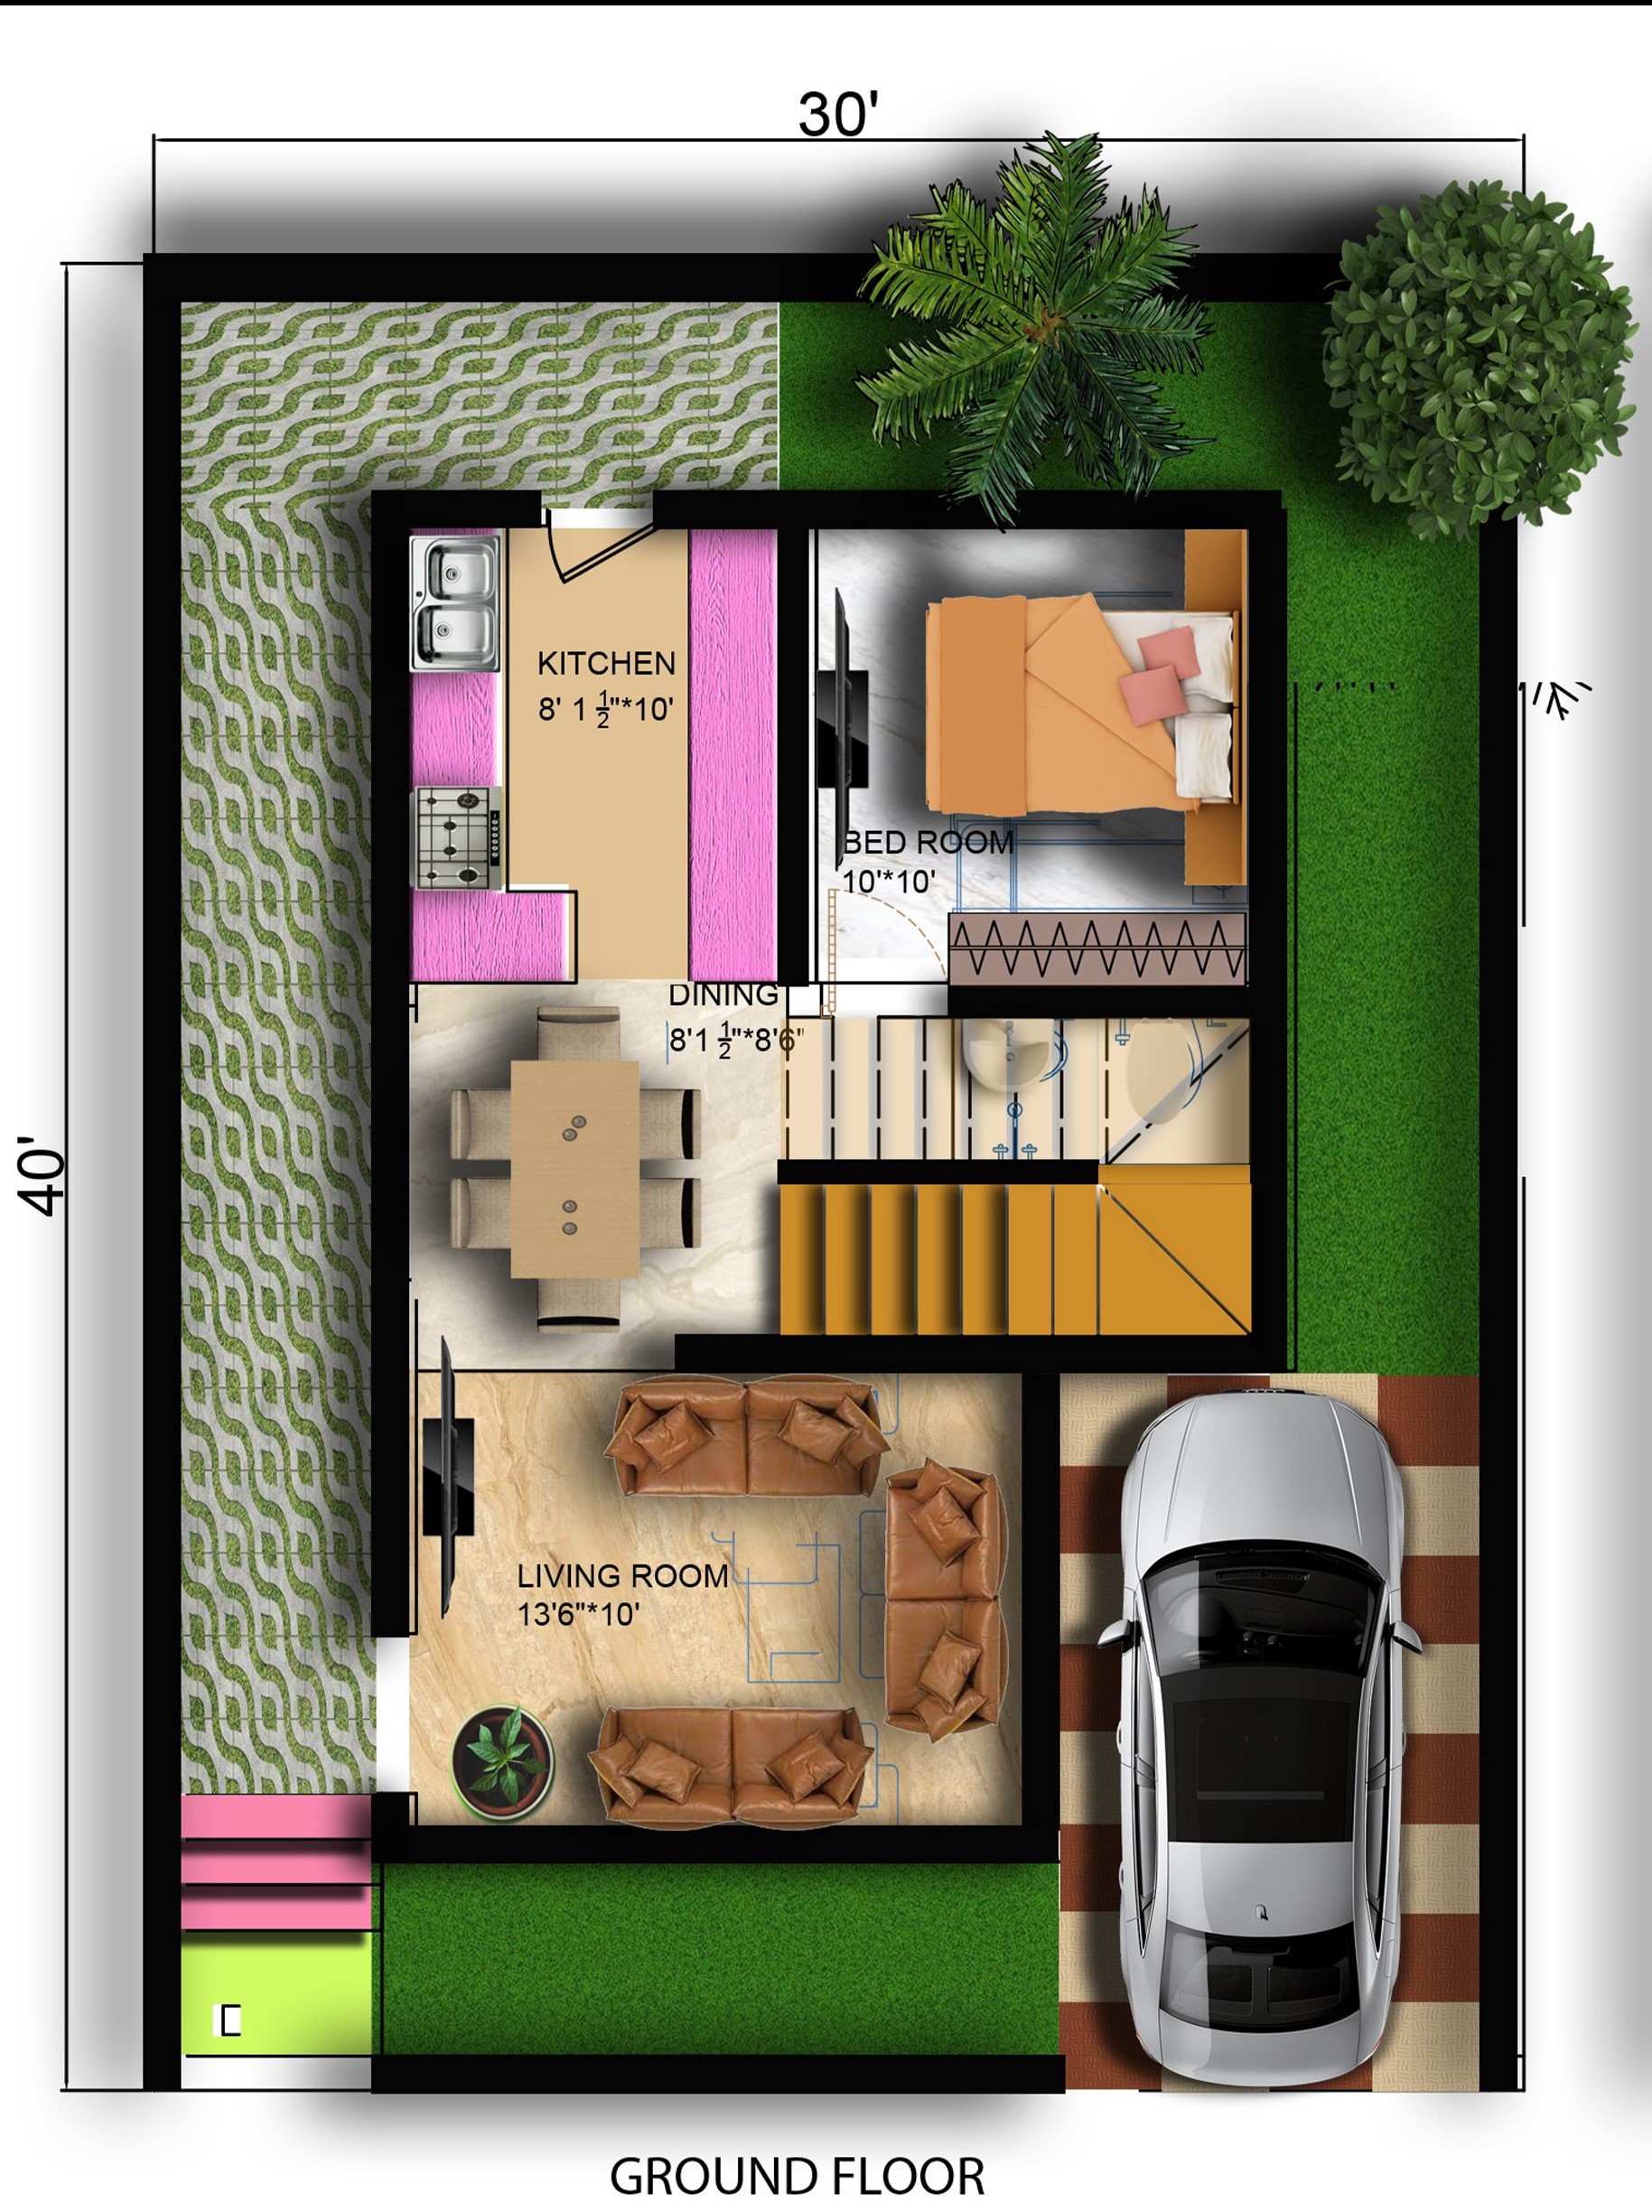 30'
KITCHEN
8' 1 ½"*10'
BED ROOM
10'*10'
DINING
8'1 ½"*8'6"
40'
LIVING ROOM
13'6"*10'
GROUND FLOOR